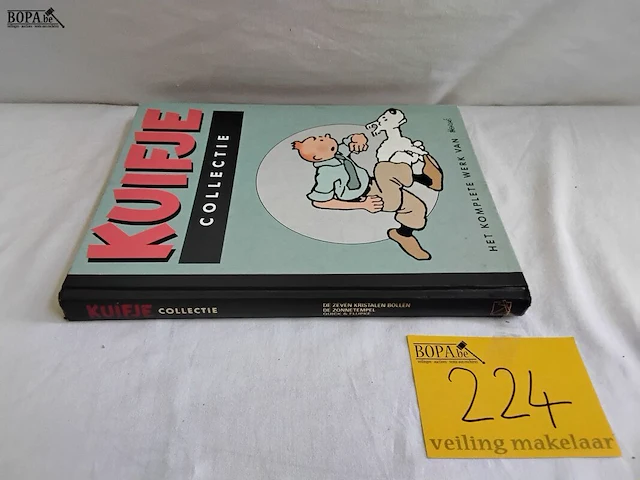 BOPA.be
KUIFJE
COLLECTIE
HET KOMPLETE WERK VAN HERGÉ
KUIFJE COLLECTIE
DE ZEVEN KRISTALEN BOLLEN
DE ZONNETEMPEL
QUICK & FLUPKE
BOPA.be
224
veiling makelaar